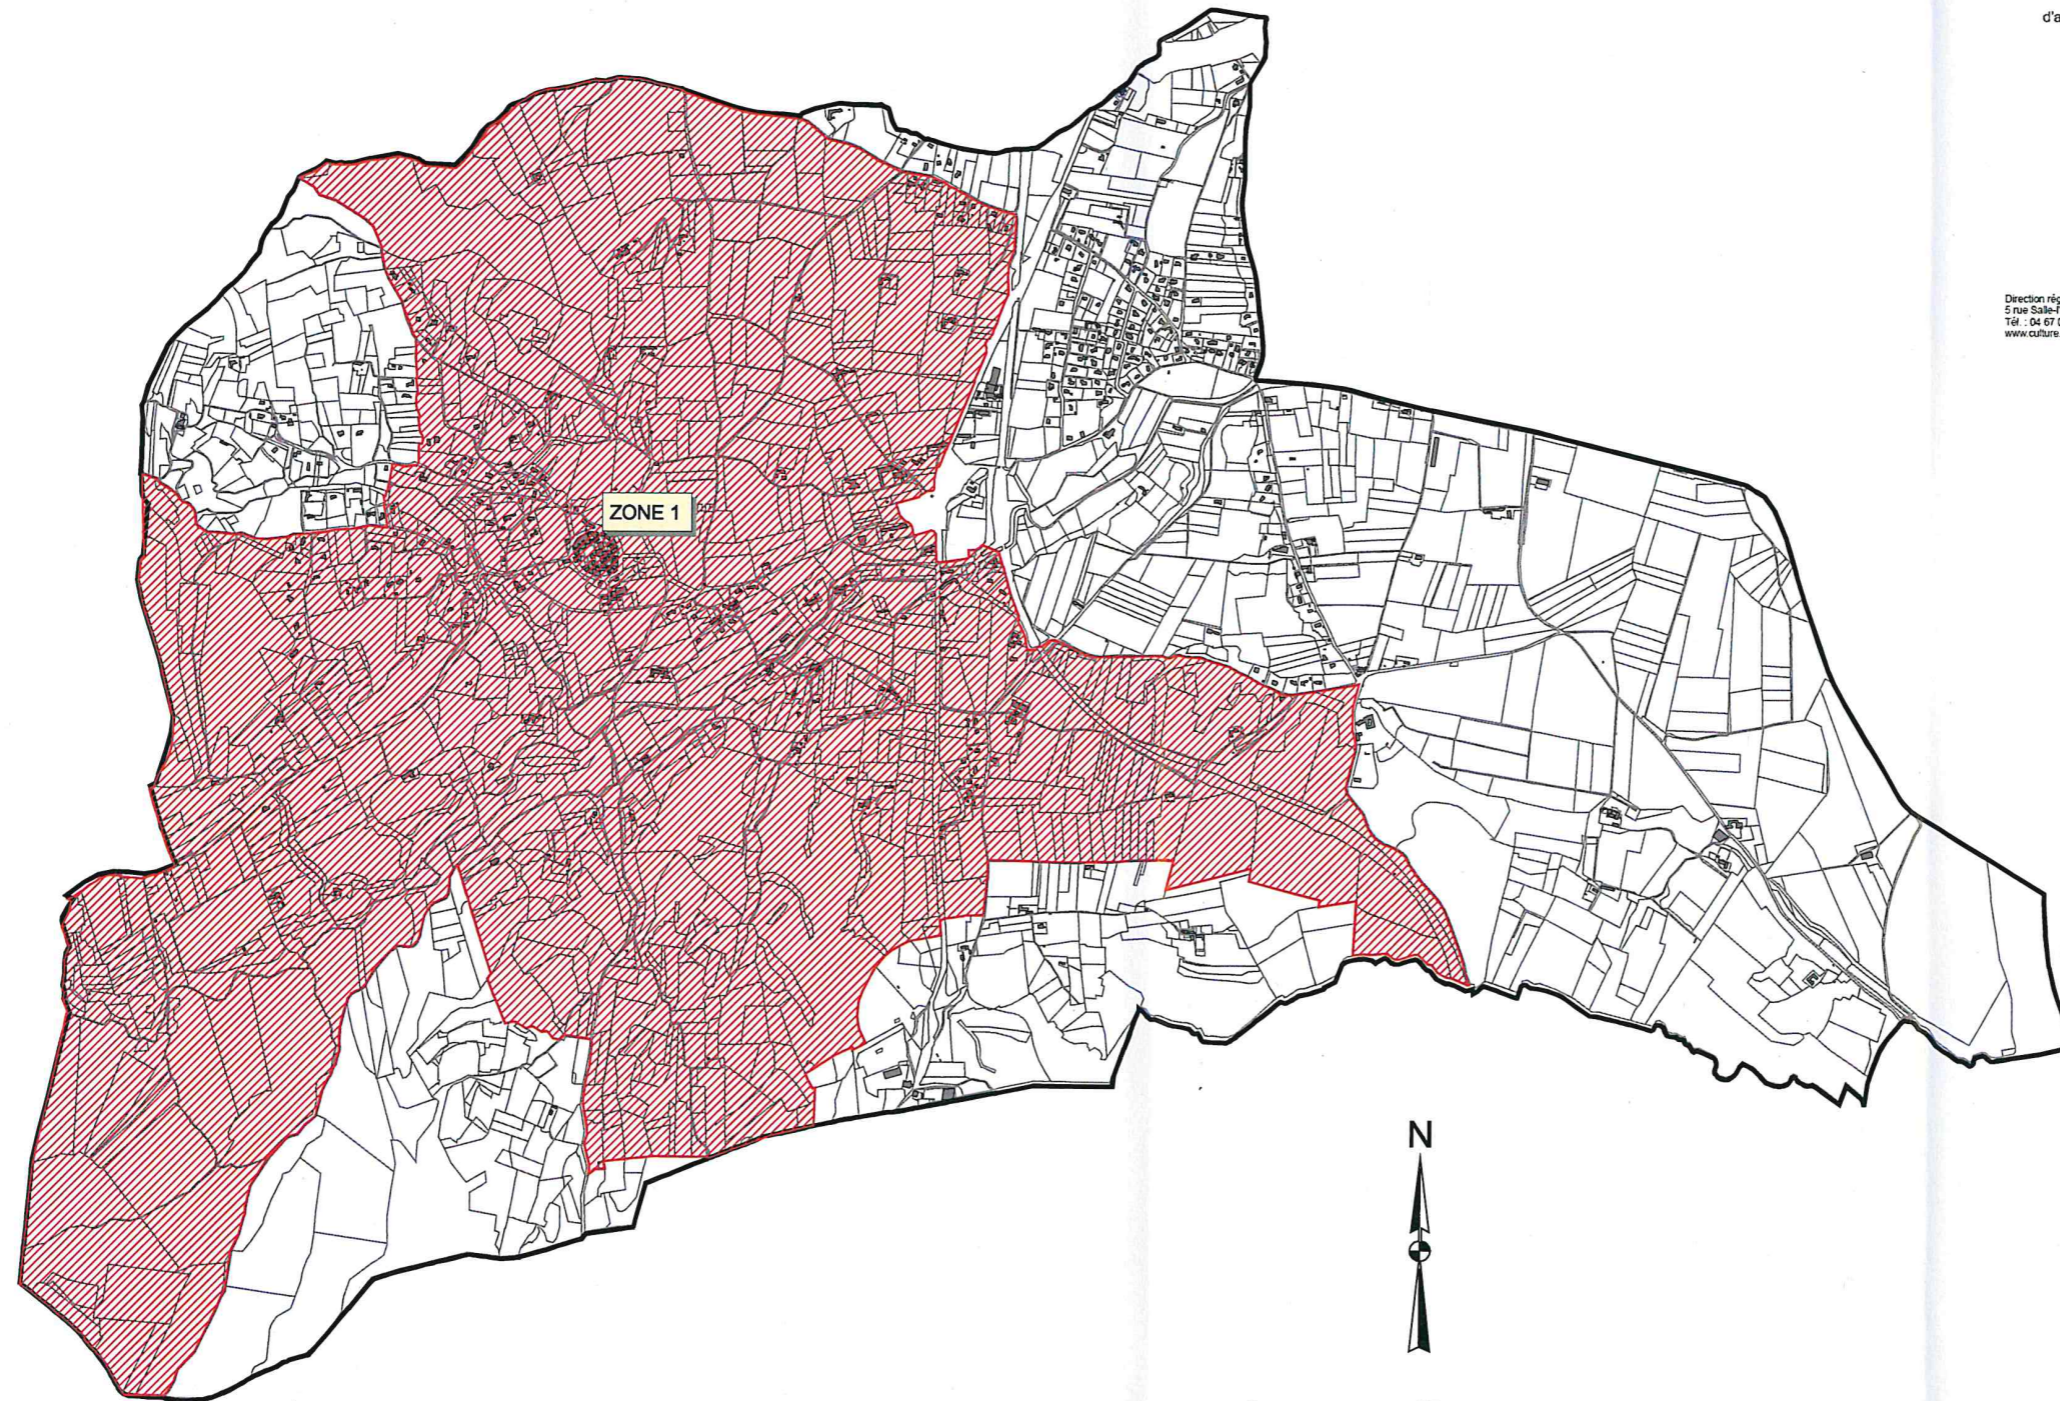 d'a
Direction rég
5 rue Salle-l'
Tél. : 04 67 0
www.culture.
ZONE 1
N